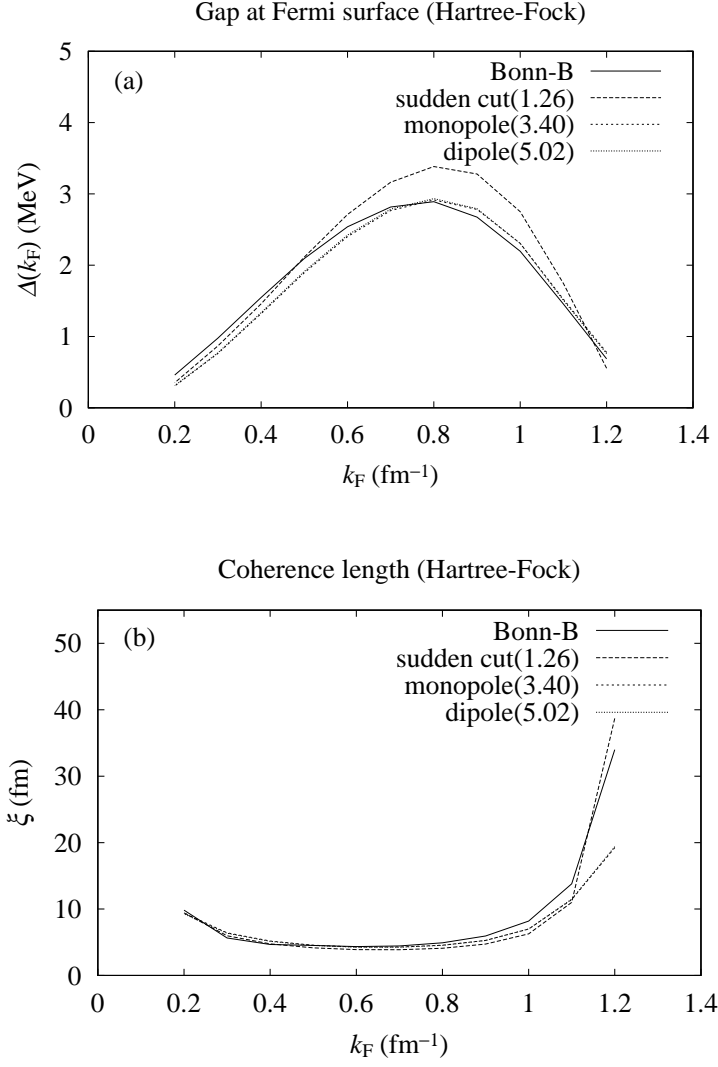 Gap at Fermi surface (Hartree-Fock)
5
(a)
Bonn-B
sudden cut(1.26)
monopole(3.40)
dipole(5.02)
4
3
2
1
0
Δ(kF) (MeV)
0 0.2 0.4 0.6 0.8 1 1.2 1.4
kF (fm−1)
Coherence length (Hartree-Fock)
(b)
Bonn-B
sudden cut(1.26)
monopole(3.40)
dipole(5.02)
50
40
30
20
10
0
ξ (fm)
0 0.2 0.4 0.6 0.8 1 1.2 1.4
kF (fm−1)